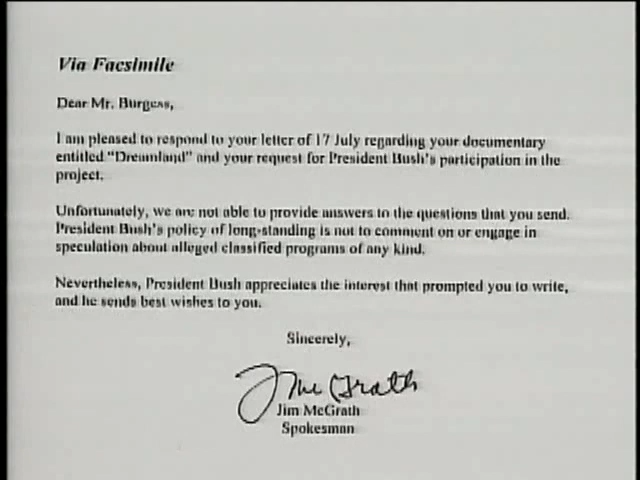 Via Facsimile
Dear Mr. Burgess,
I am pleased to respond to your letter of 17 July regarding your documentary
entitled "Dreamland" and your request for President Bush's participation in the
project.
Unfortunately, we are not able to provide answers to the questions that you send.
President Bush's policy of long-standing is not to comment on or engage in
speculation about alleged classified programs of any kind.
Nevertheless, President Bush appreciates the interest that prompted you to write,
and he sends best wishes to you.
Sincerely,
Jim McGrath
Jim McGrath
Spokesman